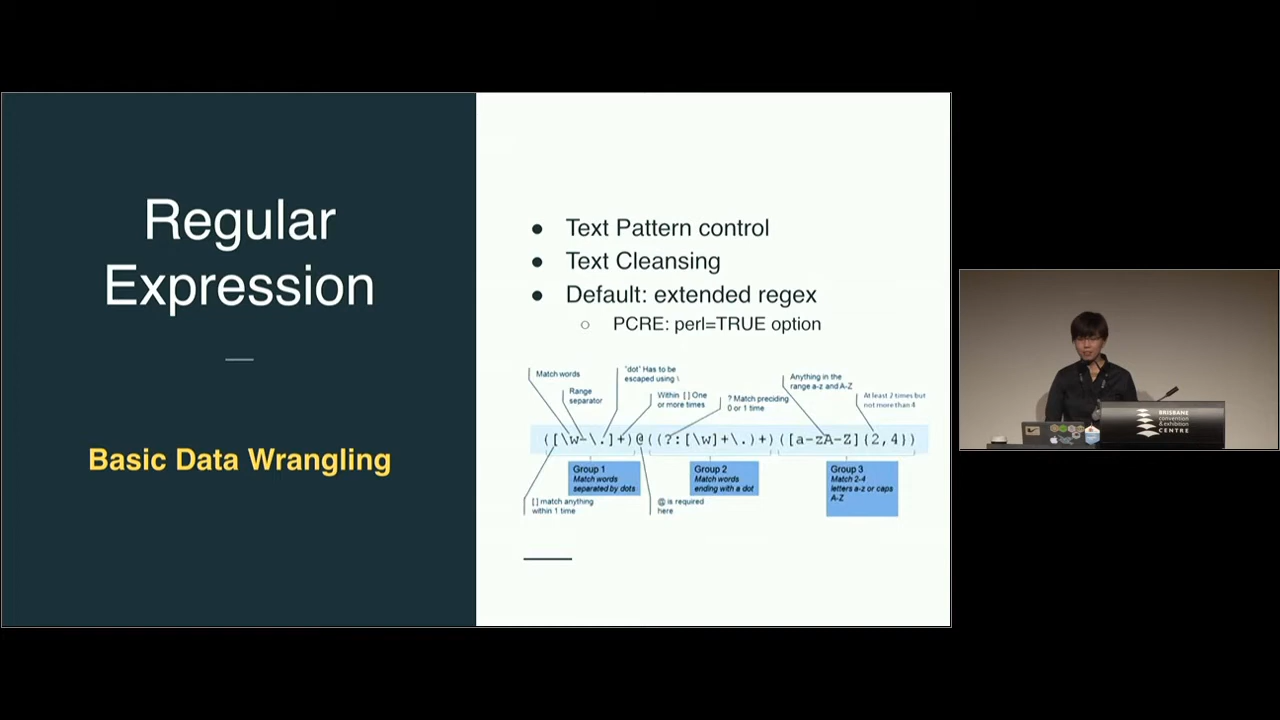 Regular
Expression
Basic Data Wrangling
● Text Pattern control
● Text Cleansing
● Default: extended regex
○ PCRE: perl=TRUE option
Match words
Range
separator
"dot" Has to be
escaped using \
Within [ ] One
or more times
? Match preciding
0 or 1 time
Anything in the
range a-z and A-Z
At least 2 times but
not more than 4
([\w-\.]+)@((?:[\w]+\.)+)([a-zA-Z]{2,4})
Group 1
Match words
separated by dots
Group 2
Match words
ending with a dot
Group 3
Match 2-4
letters a-z or caps
A-Z
[ ] match anything
within 1 time
@ is required
here
BRISBANE
convention
& exhibition
CENTRE